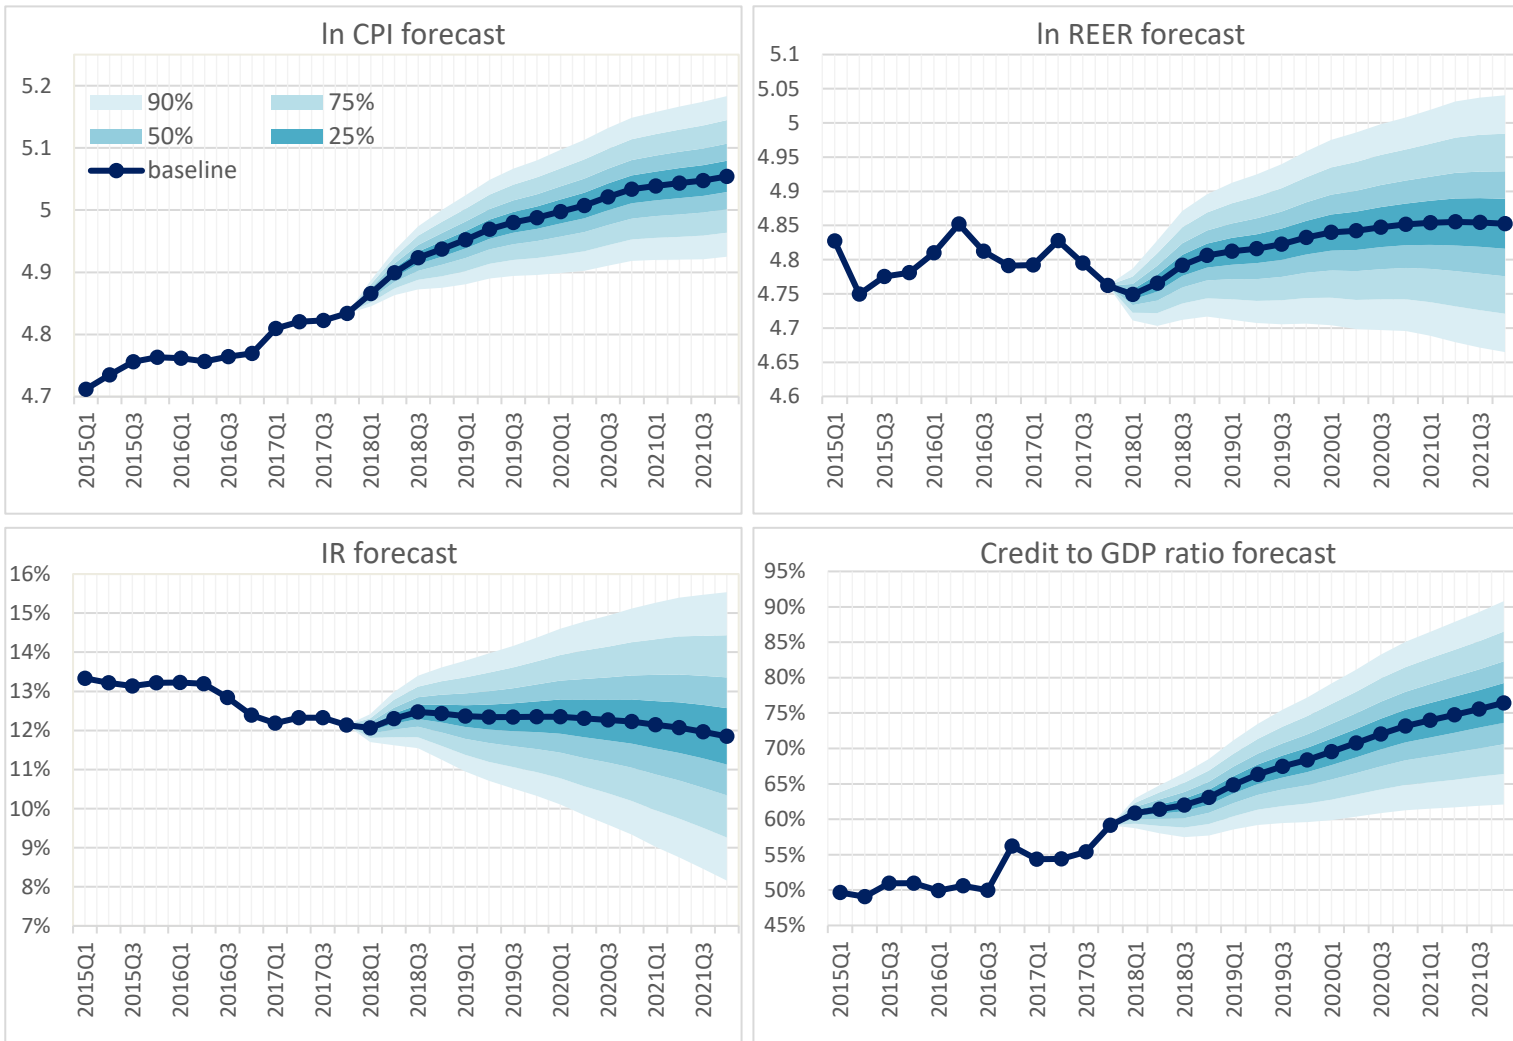 ln CPI forecast
5.2
5.1
5
4.9
4.8
4.7
90%
75%
50%
25%
baseline
2015Q1
2015Q3
2016Q1
2016Q3
2017Q1
2017Q3
2018Q1
2018Q3
2019Q1
2019Q3
2020Q1
2020Q3
2021Q1
2021Q3
ln REER forecast
5.1
5.05
5
4.95
4.9
4.85
4.8
4.75
4.7
4.65
4.6
2015Q1
2015Q3
2016Q1
2016Q3
2017Q1
2017Q3
2018Q1
2018Q3
2019Q1
2019Q3
2020Q1
2020Q3
2021Q1
2021Q3
IR forecast
16%
15%
14%
13%
12%
11%
10%
9%
8%
7%
2015Q1
2015Q3
2016Q1
2016Q3
2017Q1
2017Q3
2018Q1
2018Q3
2019Q1
2019Q3
2020Q1
2020Q3
2021Q1
2021Q3
Credit to GDP ratio forecast
95%
90%
85%
80%
75%
70%
65%
60%
55%
50%
45%
2015Q1
2015Q3
2016Q1
2016Q3
2017Q1
2017Q3
2018Q1
2018Q3
2019Q1
2019Q3
2020Q1
2020Q3
2021Q1
2021Q3